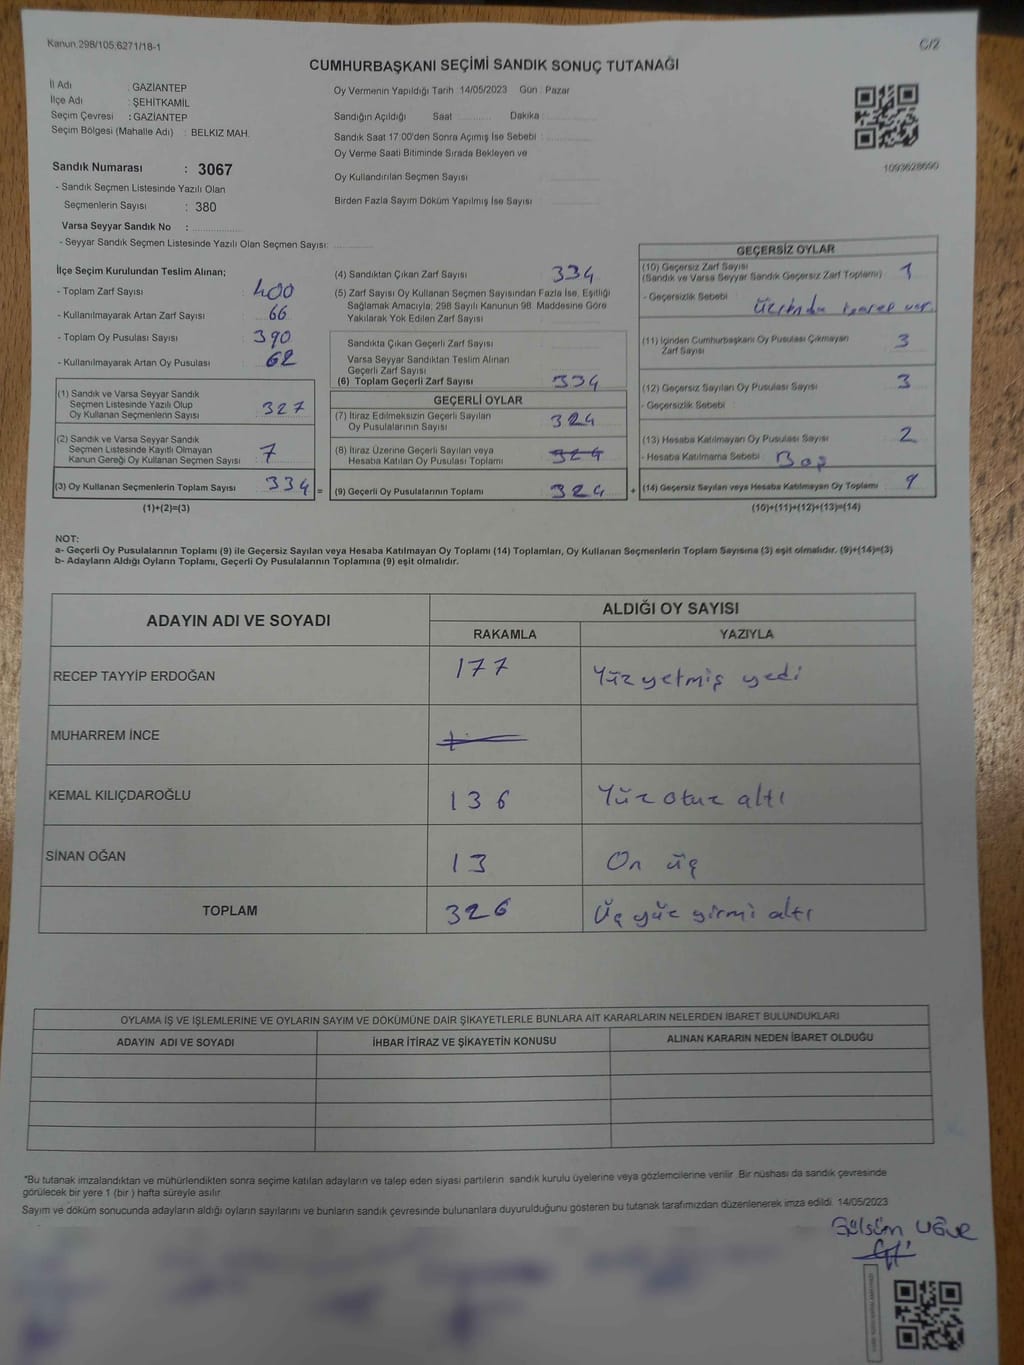 Kanun.298/105,6271/18-1
C/2
CUMHURBAŞKANI SEÇİMİ SANDIK SONUÇ TUTANAĞI
İl Adı : GAZİANTEP
İlçe Adı : ŞEHİTKAMİL
Seçim Çevresi : GAZİANTEP
Seçim Bölgesi (Mahalle Adı) : BELKIZ MAH.
Oy Vermenin Yapıldığı Tarih :14/05/2023 Gün : Pazar
Sandığın Açıldığı Saat ............ Dakika ............
Sandık Saat 17.00'den Sonra Açımış İse Sebebi : ............
Oy Verme Saati Bitiminde Sırada Bekleyen ve
Oy Kullandırılan Seçmen Sayısı ............
Birden Fazla Sayım Döküm Yapılmış İse Sayısı ............
1093628690
Sandık Numarası : 3067
- Sandık Seçmen Listesinde Yazılı Olan
Seçmenlerin Sayısı : 380
Varsa Seyyar Sandık No : ............
- Seyyar Sandık Seçmen Listesinde Yazılı Olan Seçmen Sayısı: ............
İlçe Seçim Kurulundan Teslim Alınan;
- Toplam Zarf Sayısı : 400
- Kullanılmayarak Artan Zarf Sayısı : 66
- Toplam Oy Pusulası Sayısı : 390
- Kullanılmayarak Artan Oy Pusulası : 62
(1) Sandık ve Varsa Seyyar Sandık
Seçmen Listesinde Yazılı Olup
Oy Kullanan Seçmenlerin Sayısı : 327
(2) Sandık ve Varsa Seyyar Sandık
Seçmen Listesinde Kayıtlı Olmayan
Kanun Gereği Oy Kullanan Seçmen Sayısı : 7
(3) Oy Kullanan Seçmenlerin Toplam Sayısı : 334 =
(1)+(2)=(3)
(4) Sandıktan Çıkan Zarf Sayısı : 334
(5) Zarf Sayısı Oy Kullanan Seçmen Sayısından Fazla İse, Eşitliği
Sağlamak Amacıyla; 298 Sayılı Kanunun 98. Maddesine Göre
Yakılarak Yok Edilen Zarf Sayısı : ............
Sandıkta Çıkan Geçerli Zarf Sayısı : ............
Varsa Seyyar Sandıktan Teslim Alınan
Geçerli Zarf Sayısı : ............
(6) Toplam Geçerli Zarf Sayısı : 334
GEÇERLİ OYLAR
(7) İtiraz Edilmeksizin Geçerli Sayılan
Oy Pusulalarının Sayısı : 324
(8) İtiraz Üzerine Geçerli Sayılan veya
Hesaba Katılan Oy Pusulası Toplamı : 324
(9) Geçerli Oy Pusulalarının Toplamı : 324 +
GEÇERSİZ OYLAR
(10) Geçersiz Zarf Sayısı
(Sandık ve Varsa Seyyar Sandık Geçersiz Zarf Toplamı) : 1
- Geçersizlik Sebebi : Üzerinde işaret var.
(11) İçinden Cumhurbaşkanı Oy Pusulası Çıkmayan
Zarf Sayısı : 3
(12) Geçersiz Sayılan Oy Pusulası Sayısı : 3
- Geçersizlik Sebebi :
(13) Hesaba Katılmayan Oy Pusulası Sayısı : 2
- Hesaba Katılmama Sebebi : Boş
(14) Geçersiz Sayılan veya Hesaba Katılmayan Oy Toplamı : 9
(10)+(11)+(12)+(13)=(14)
NOT:
a- Geçerli Oy Pusulalarının Toplamı (9) ile Geçersiz Sayılan veya Hesaba Katılmayan Oy Toplamı (14) Toplamları, Oy Kullanan Seçmenlerin Toplam Sayısına (3) eşit olmalıdır. (9)+(14)=(3)
b- Adayların Aldığı Oyların Toplamı, Geçerli Oy Pusulalarının Toplamına (9) eşit olmalıdır.
ADAYIN ADI VE SOYADI
ALDIĞI OY SAYISI
RAKAMLA YAZIYLA
RECEP TAYYİP ERDOĞAN 177 Yüz yetmiş yedi
MUHARREM İNCE
KEMAL KILIÇDAROĞLU 136 Yüz otuz altı
SİNAN OĞAN 13 On üç
TOPLAM 326 Üç yüz yirmi altı
OYLAMA İŞ VE İŞLEMLERİNE VE OYLARIN SAYIM VE DÖKÜMÜNE DAİR ŞİKAYETLERLE BUNLARA AİT KARARLARIN NELERDEN İBARET BULUNDUKLARI
ADAYIN ADI VE SOYADI İHBAR İTİRAZ VE ŞİKAYETİN KONUSU ALINAN KARARIN NEDEN İBARET OLDUĞU
*Bu tutanak imzalandıktan ve mühürlendikten sonra seçime katılan adayların ve talep eden siyasi partilerin sandık kurulu üyelerine veya gözlemcilerine verilir. Bir nüshası da sandık çevresinde
görülecek bir yere 1 (bir ) hafta süreyle asılır.
Sayım ve döküm sonucunda adayların aldığı oyların sayılarını ve bunların sandık çevresinde bulunanlara duyurulduğunu gösteren bu tutanak tarafımızdan düzenlenerek imza edildi. 14/05/2023
Gülsüm UĞUR